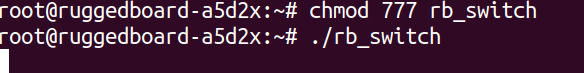 root@ruggedboard-a5d2x:~# chmod 777 rb_switch
root@ruggedboard-a5d2x:~# ./rb_switch